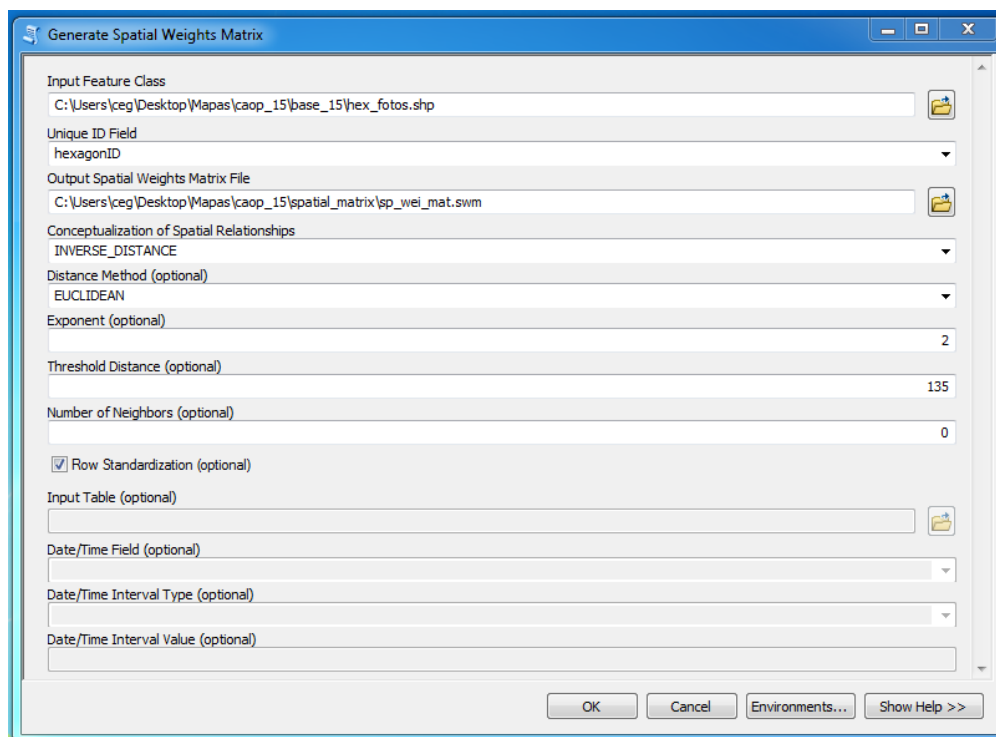 Generate Spatial Weights Matrix
Input Feature Class
C:\Users\ceg\Desktop\Mapas\caop_15\base_15\hex_fotos.shp
Unique ID Field
hexagonID
Output Spatial Weights Matrix File
C:\Users\ceg\Desktop\Mapas\caop_15\spatial_matrix\sp_wei_mat.swm
Conceptualization of Spatial Relationships
INVERSE_DISTANCE
Distance Method (optional)
EUCLIDEAN
Exponent (optional)
2
Threshold Distance (optional)
135
Number of Neighbors (optional)
0
Row Standardization (optional)
Input Table (optional)
Date/Time Field (optional)
Date/Time Interval Type (optional)
Date/Time Interval Value (optional)
OK Cancel Environments... Show Help >>